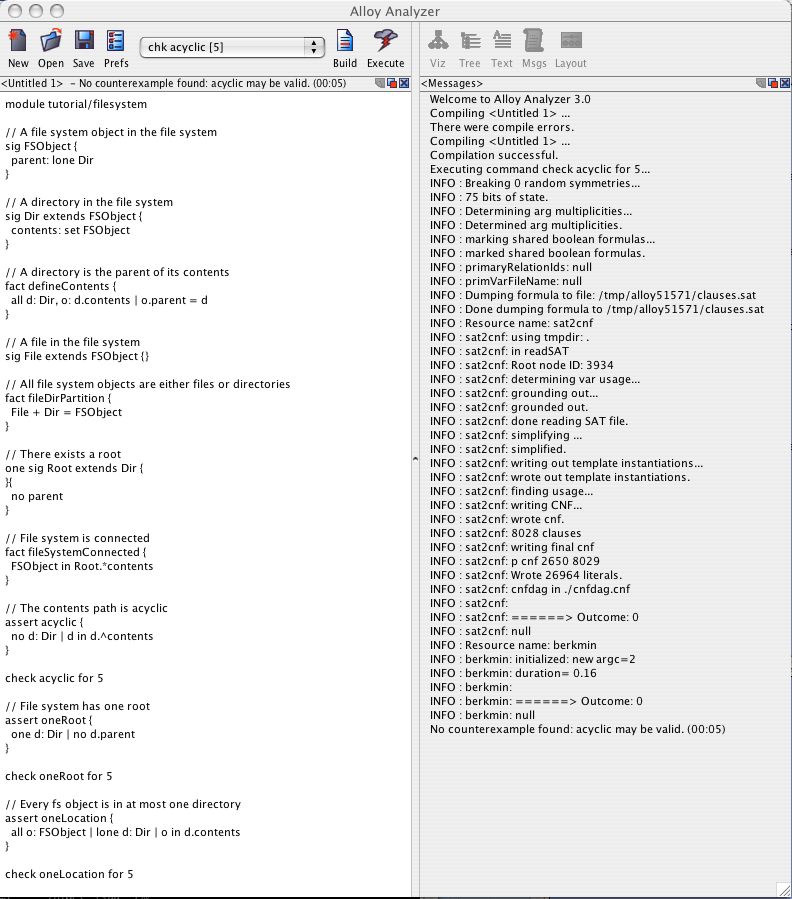 Alloy Analyzer
New Open Save Prefs
chk acyclic [5]
Build Execute
Viz Tree Text Msgs Layout
<Untitled 1> – No counterexample found: acyclic may be valid. (00:05)
module tutorial/filesystem
// A file system object in the file system
sig FSObject {
parent: lone Dir
}
// A directory in the file system
sig Dir extends FSObject {
contents: set FSObject
}
// A directory is the parent of its contents
fact defineContents {
all d: Dir, o: d.contents | o.parent = d
}
// A file in the file system
sig File extends FSObject {}
// All file system objects are either files or directories
fact fileDirPartition {
File + Dir = FSObject
}
// There exists a root
one sig Root extends Dir {
}{
no parent
}
// File system is connected
fact fileSystemConnected {
FSObject in Root.*contents
}
// The contents path is acyclic
assert acyclic {
no d: Dir | d in d.^contents
}
check acyclic for 5
// File system has one root
assert oneRoot {
one d: Dir | no d.parent
}
check oneRoot for 5
// Every fs object is in at most one directory
assert oneLocation {
all o: FSObject | lone d: Dir | o in d.contents
}
check oneLocation for 5
<Messages>
Welcome to Alloy Analyzer 3.0
Compiling <Untitled 1> ...
There were compile errors.
Compiling <Untitled 1> ...
Compilation successful.
Executing command check acyclic for 5...
INFO : Breaking 0 random symmetries...
INFO : 75 bits of state.
INFO : Determining arg multiplicities...
INFO : Determined arg multiplicities.
INFO : marking shared boolean formulas...
INFO : marked shared boolean formulas.
INFO : primaryRelationIds: null
INFO : primVarFileName: null
INFO : Dumping formula to file: /tmp/alloy51571/clauses.sat
INFO : Done dumping formula to /tmp/alloy51571/clauses.sat
INFO : Resource name: sat2cnf
INFO : sat2cnf: using tmpdir: .
INFO : sat2cnf: in readSAT
INFO : sat2cnf: Root node ID: 3934
INFO : sat2cnf: determining var usage...
INFO : sat2cnf: grounding out...
INFO : sat2cnf: grounded out.
INFO : sat2cnf: done reading SAT file.
INFO : sat2cnf: simplifying ...
INFO : sat2cnf: simplified.
INFO : sat2cnf: writing out template instantiations...
INFO : sat2cnf: wrote out template instantiations.
INFO : sat2cnf: finding usage...
INFO : sat2cnf: writing CNF...
INFO : sat2cnf: wrote cnf.
INFO : sat2cnf: 8028 clauses
INFO : sat2cnf: writing final cnf
INFO : sat2cnf: p cnf 2650 8029
INFO : sat2cnf: Wrote 26964 literals.
INFO : sat2cnf: cnfdag in ./cnfdag.cnf
INFO : sat2cnf:
INFO : sat2cnf: ======> Outcome: 0
INFO : sat2cnf: null
INFO : Resource name: berkmin
INFO : berkmin: initialized: new argc=2
INFO : berkmin: duration= 0.16
INFO : berkmin:
INFO : berkmin: ======> Outcome: 0
INFO : berkmin: null
No counterexample found: acyclic may be valid. (00:05)